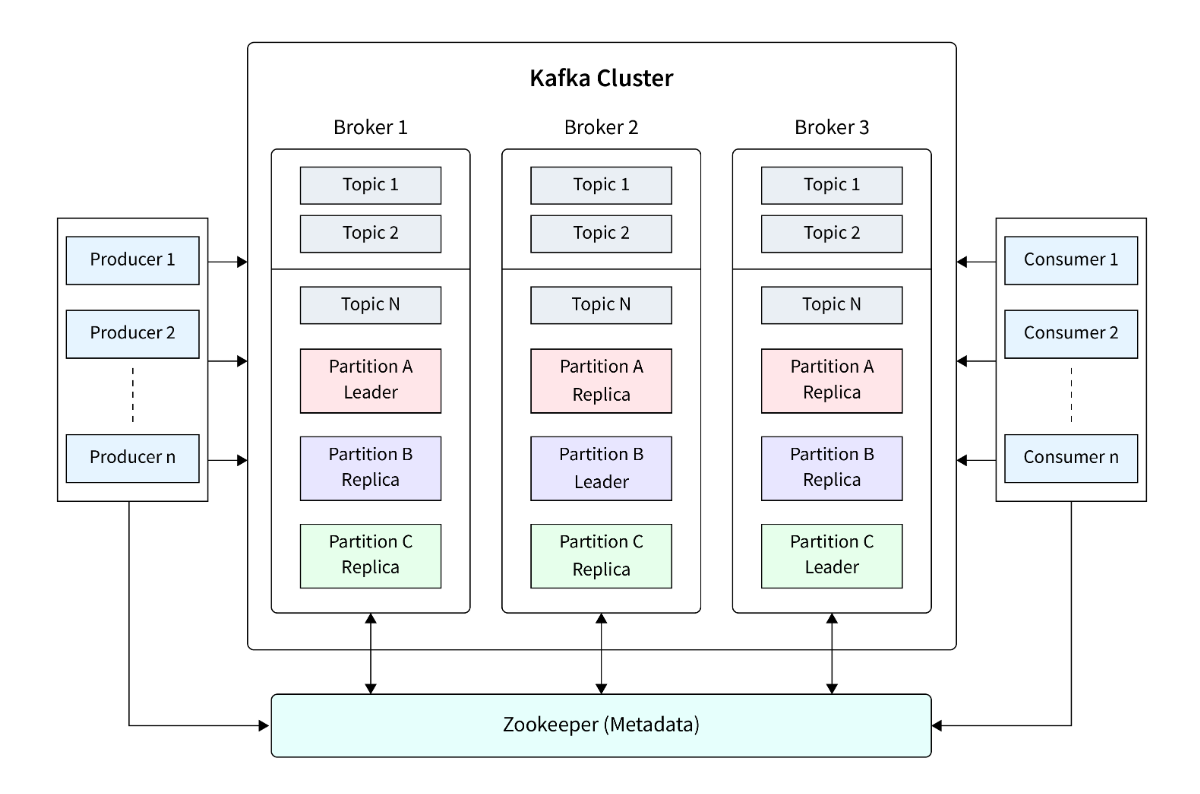 Kafka Cluster
Broker 1
Broker 2
Broker 3
Topic 1
Topic 1
Topic 1
Topic 2
Topic 2
Topic 2
Producer 1
Consumer 1
Topic N
Topic N
Topic N
Producer 2
Consumer 2
Partition A
Leader
Partition A
Replica
Partition A
Replica
Producer n
Consumer n
Partition B
Replica
Partition B
Leader
Partition B
Replica
Partition C
Replica
Partition C
Replica
Partition C
Leader
Zookeeper (Metadata)